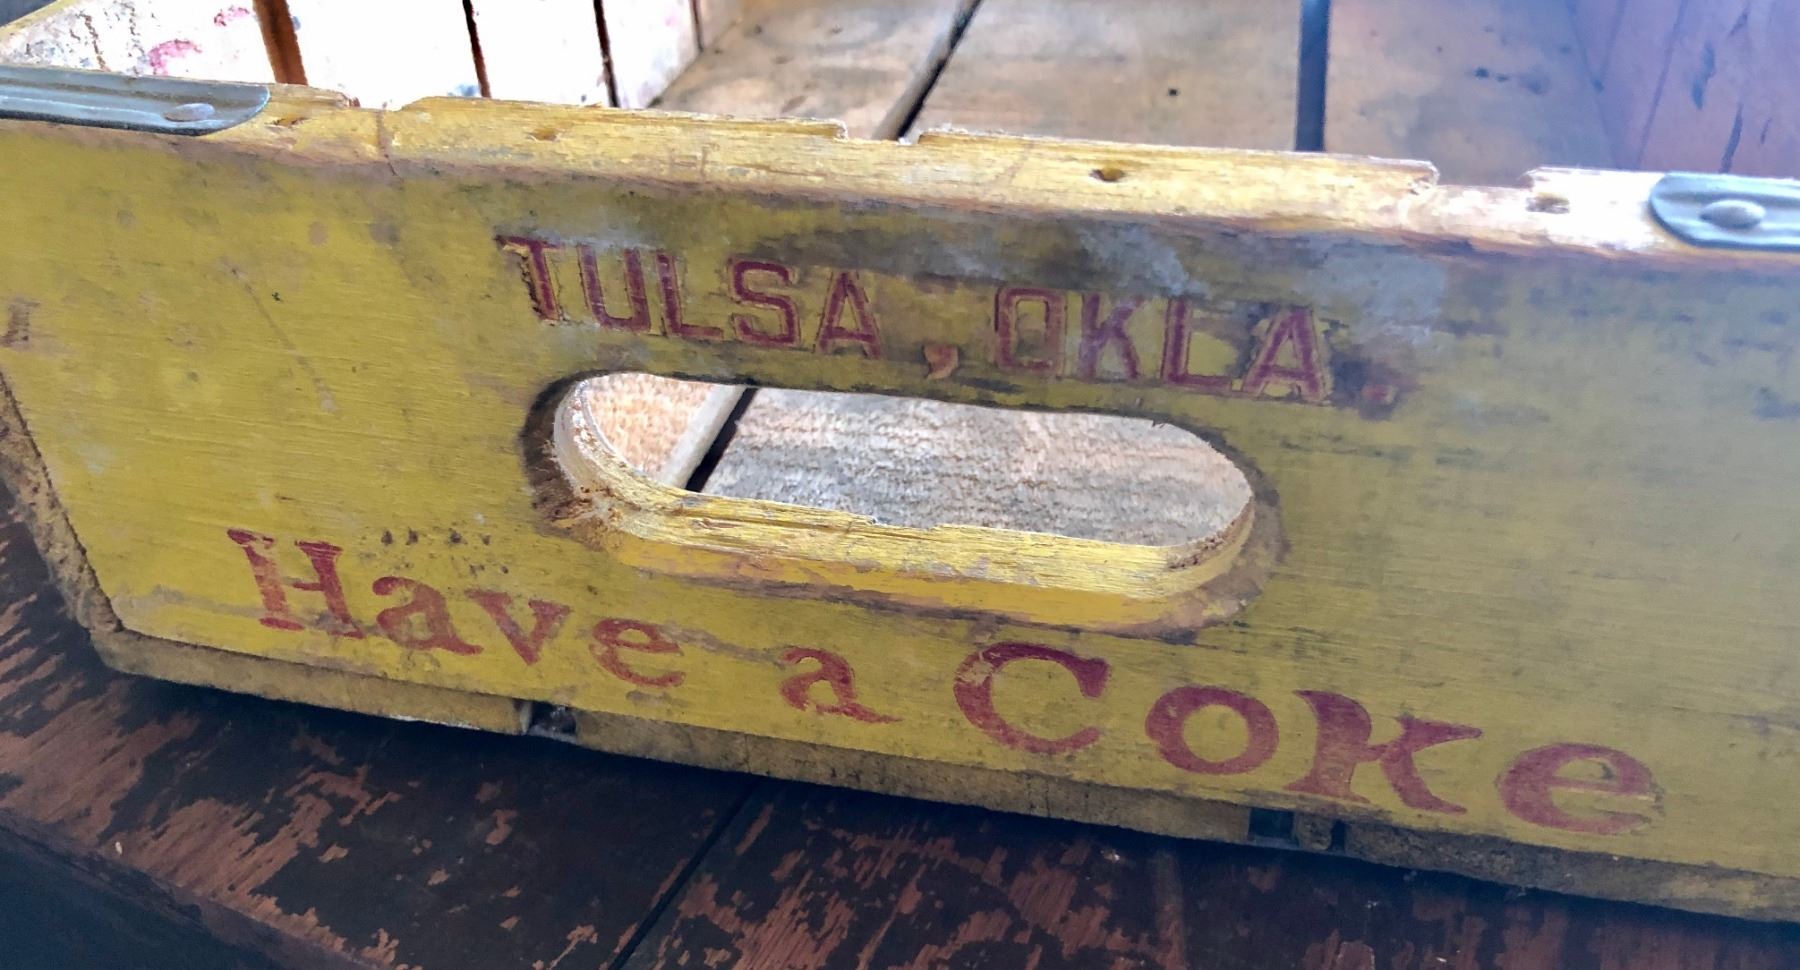 TULSA, OKLA.
Have a Coke